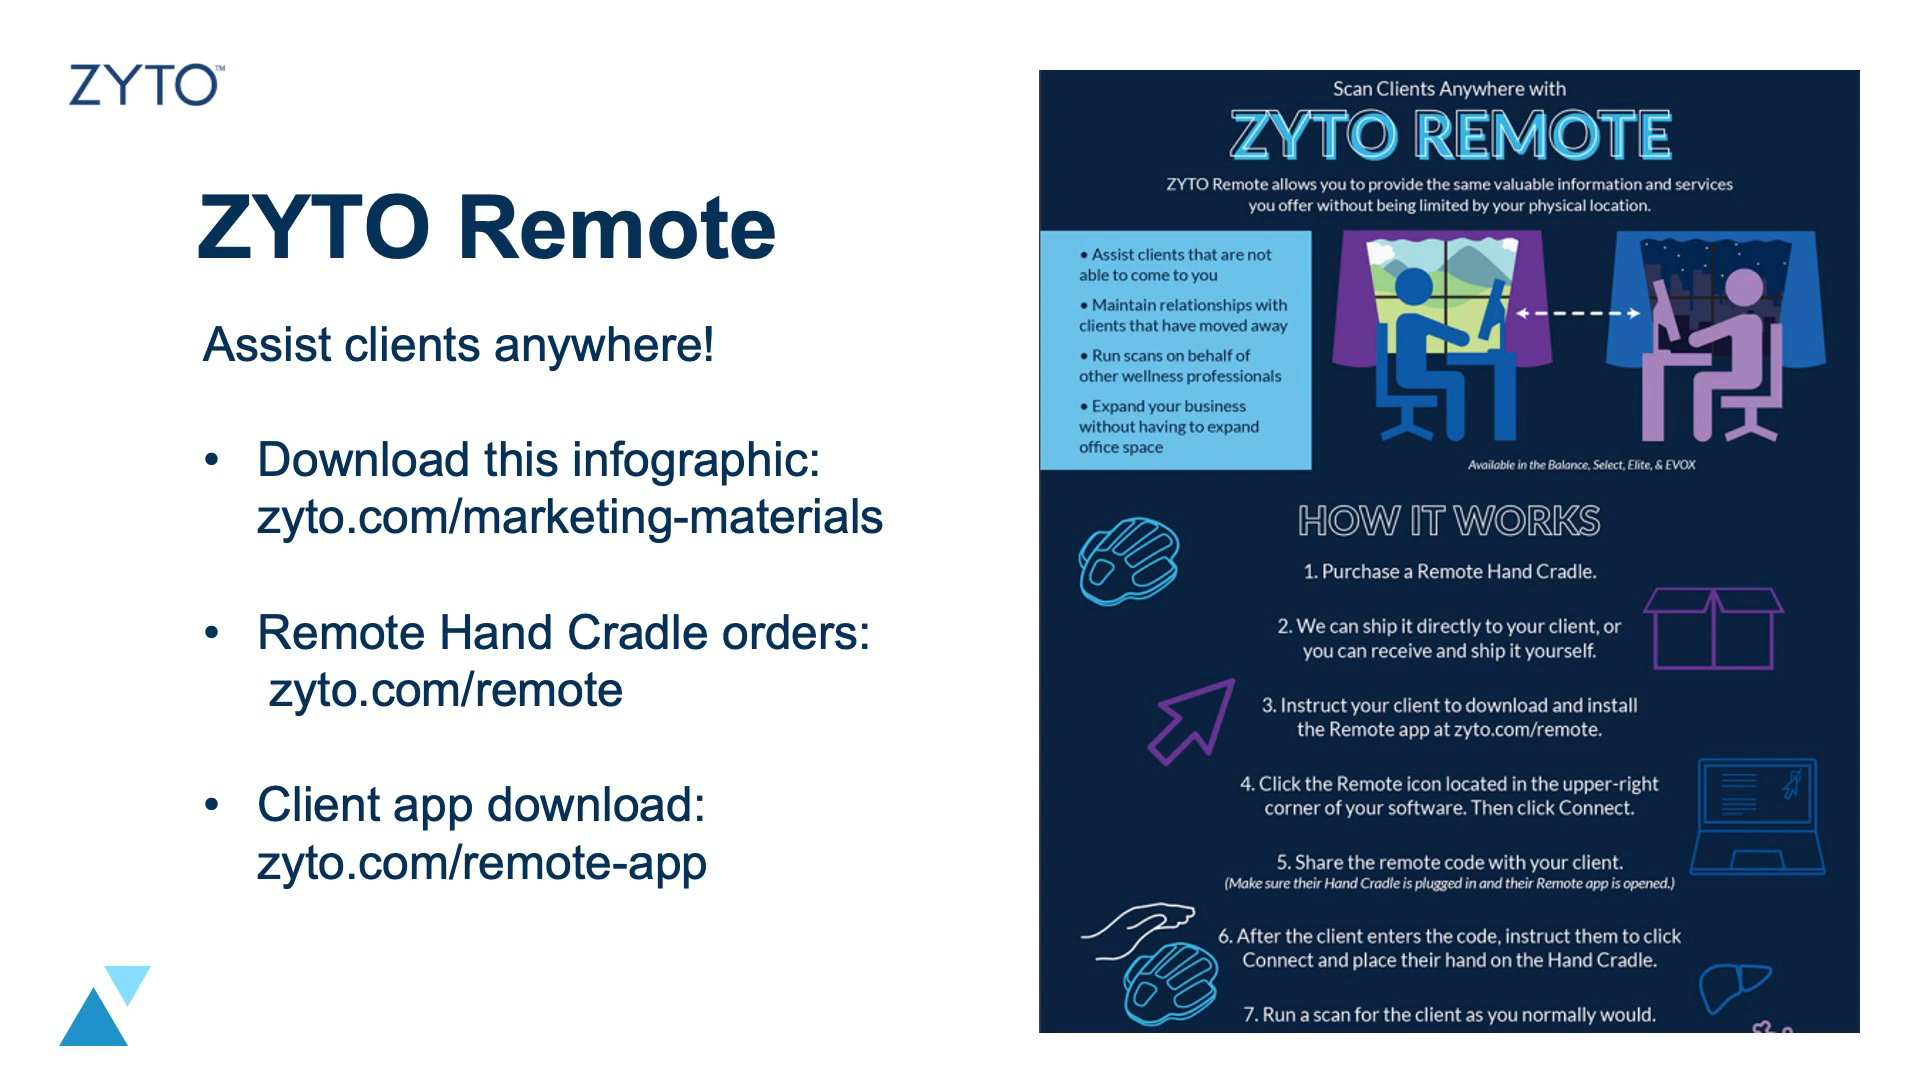 ZYTO™
ZYTO Remote
Assist clients anywhere!
• Download this infographic:
zyto.com/marketing-materials
• Remote Hand Cradle orders:
zyto.com/remote
• Client app download:
zyto.com/remote-app
Scan Clients Anywhere with
ZYTO REMOTE
ZYTO Remote allows you to provide the same valuable information and services
you offer without being limited by your physical location.
• Assist clients that are not
able to come to you
• Maintain relationships with
clients that have moved away
• Run scans on behalf of
other wellness professionals
• Expand your business
without having to expand
office space
Available in the Balance, Select, Elite, & EVOX
HOW IT WORKS
1. Purchase a Remote Hand Cradle.
2. We can ship it directly to your client, or
you can receive and ship it yourself.
3. Instruct your client to download and install
the Remote app at zyto.com/remote.
4. Click the Remote icon located in the upper-right
corner of your software. Then click Connect.
5. Share the remote code with your client.
(Make sure their Hand Cradle is plugged in and their Remote app is opened.)
6. After the client enters the code, instruct them to click
Connect and place their hand on the Hand Cradle.
7. Run a scan for the client as you normally would.